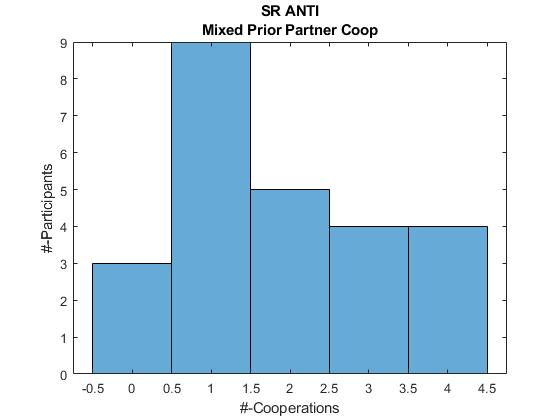 SR ANTI
Mixed Prior Partner Coop
9
8
7
6
5
4
3
2
1
0
#-Participants
-0.5 0 0.5 1 1.5 2 2.5 3 3.5 4 4.5
#-Cooperations